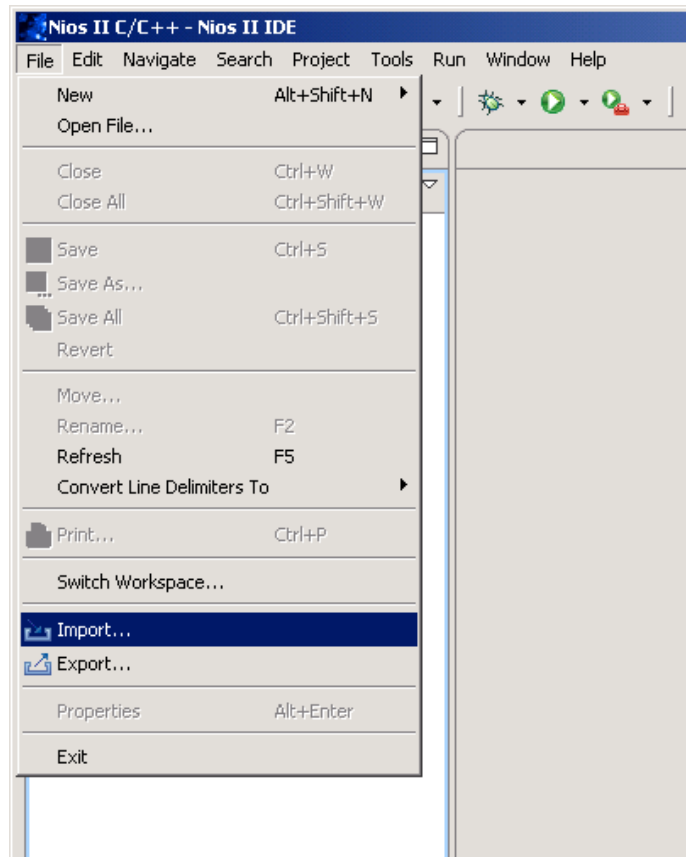 Nios II C/C++ - Nios II IDE
File Edit Navigate Search Project Tools Run Window Help
New Alt+Shift+N
Open File...
Close Ctrl+W
Close All Ctrl+Shift+W
Save Ctrl+S
Save As...
Save All Ctrl+Shift+S
Revert
Move...
Rename... F2
Refresh F5
Convert Line Delimiters To
Print... Ctrl+P
Switch Workspace...
Import...
Export...
Properties Alt+Enter
Exit